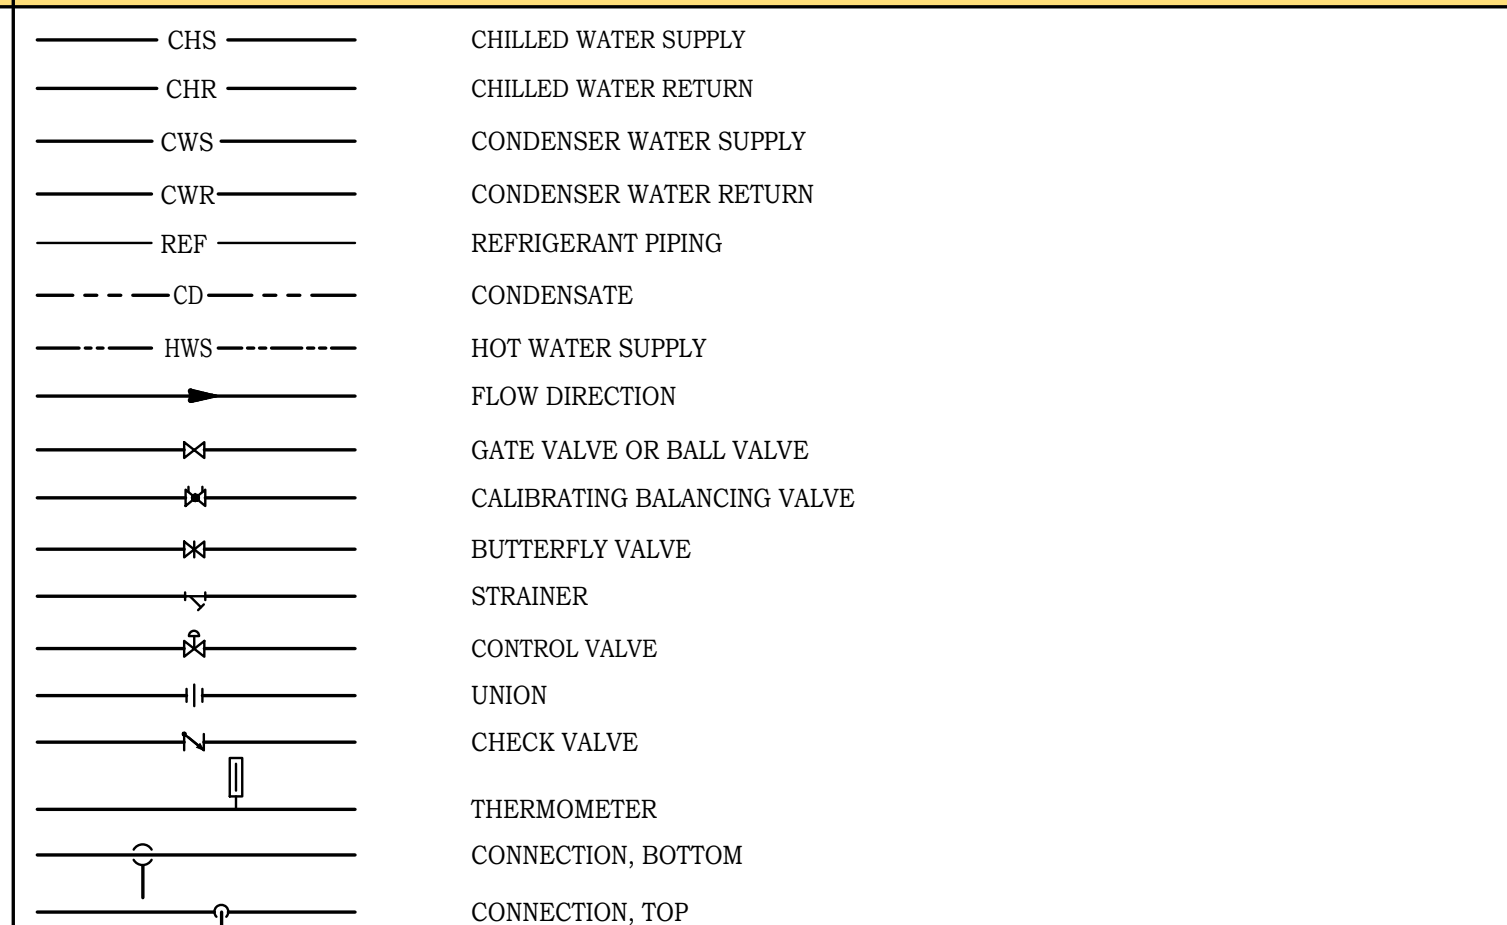 CHS CHILLED WATER SUPPLY
CHR CHILLED WATER RETURN
CWS CONDENSER WATER SUPPLY
CWR CONDENSER WATER RETURN
REF REFRIGERANT PIPING
CD CONDENSATE
HWS HOT WATER SUPPLY
FLOW DIRECTION
GATE VALVE OR BALL VALVE
CALIBRATING BALANCING VALVE
BUTTERFLY VALVE
STRAINER
CONTROL VALVE
UNION
CHECK VALVE
THERMOMETER
CONNECTION, BOTTOM
CONNECTION, TOP